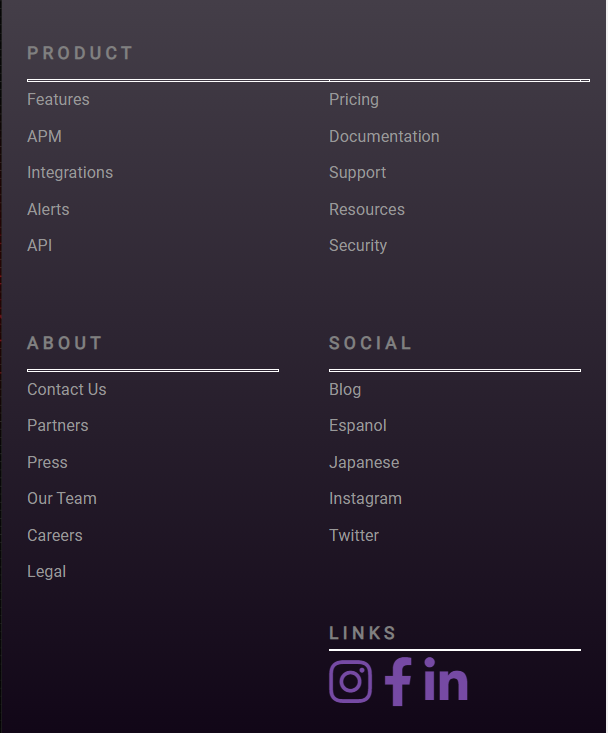 PRODUCT
Features
APM
Integrations
Alerts
API
Pricing
Documentation
Support
Resources
Security
ABOUT
Contact Us
Partners
Press
Our Team
Careers
Legal
SOCIAL
Blog
Espanol
Japanese
Instagram
Twitter
LINKS